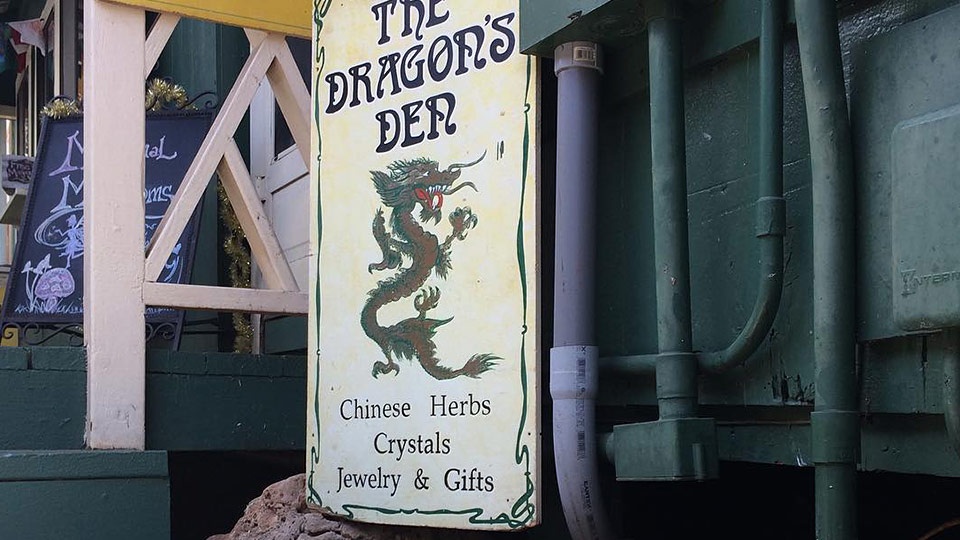 THE
DRAGON'S
DEN
Chinese Herbs
Crystals
Jewelry & Gifts